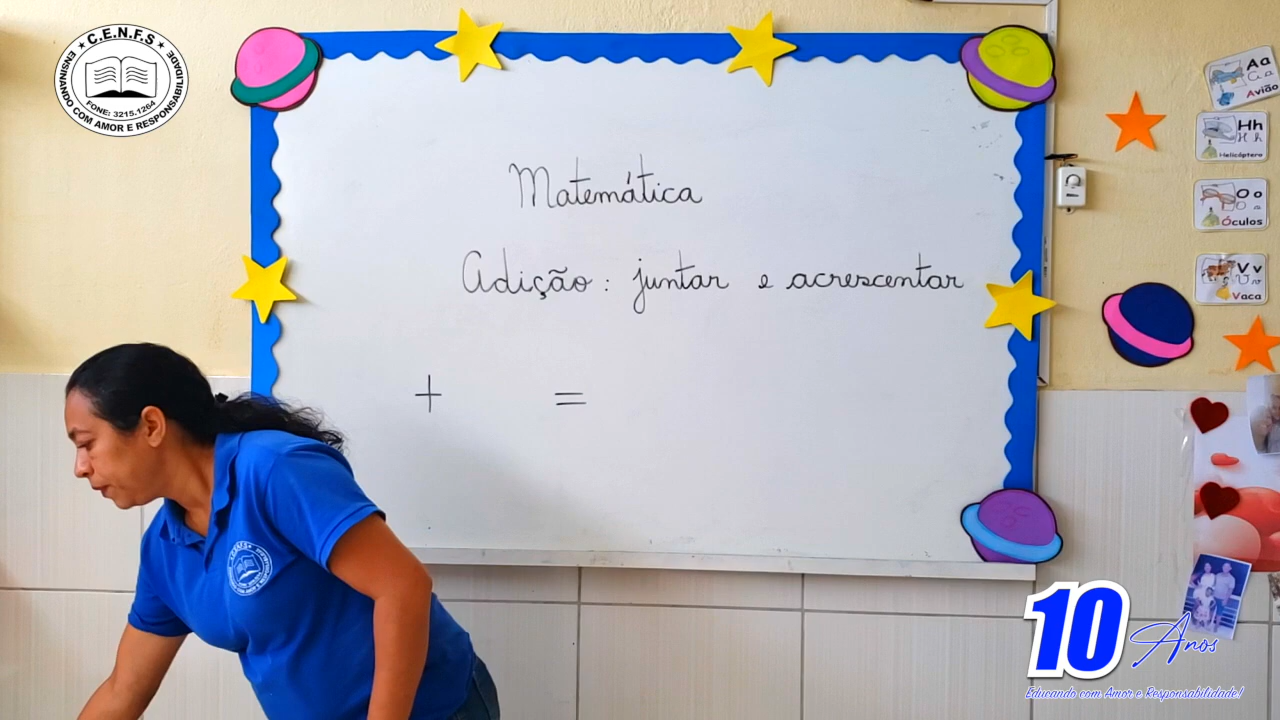 C.E.N.F.S
ENSINANDO COM AMOR E RESPONSABILIDADE
FONE: 3215.1264
Matemática
Adição: juntar e acrescentar
+ =
Aa
Avião
Hh
H h
Helicóptero
Oo
Óculos
Vv
Vaca
C.E.N.F.S
10 Anos
Educando com Amor e Responsabilidade!